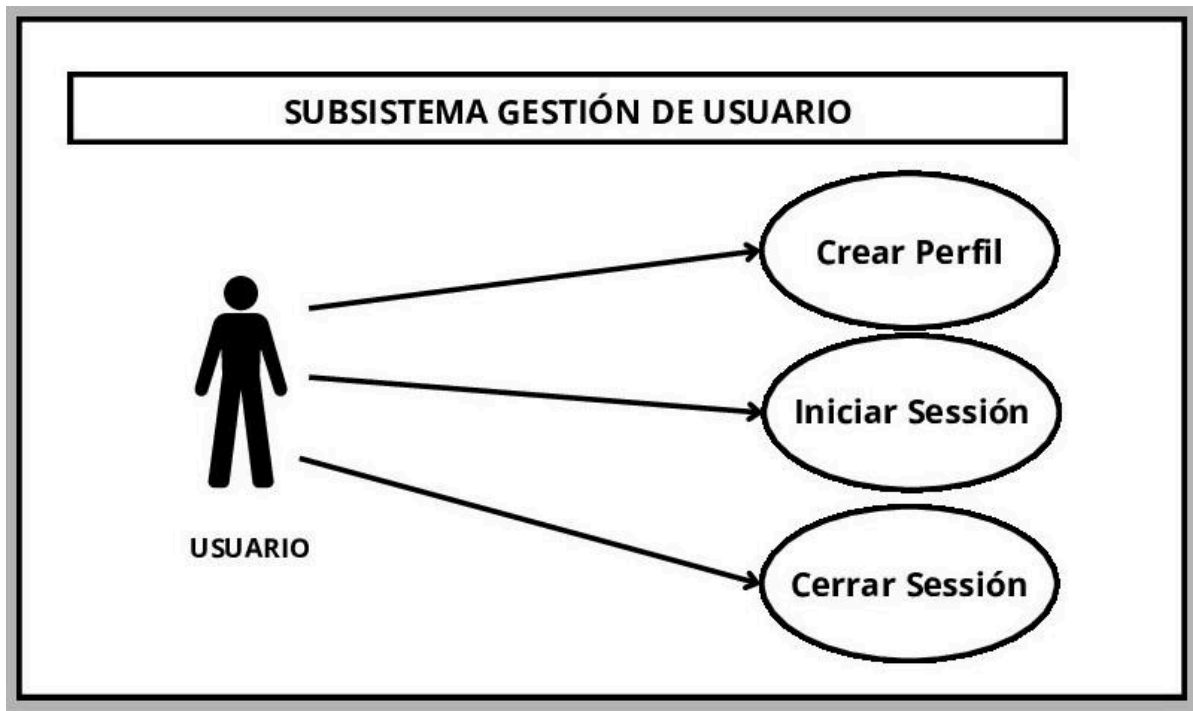 SUBSISTEMA GESTIÓN DE USUARIO
Crear Perfil
Iniciar Sessión
Cerrar Sessión
USUARIO